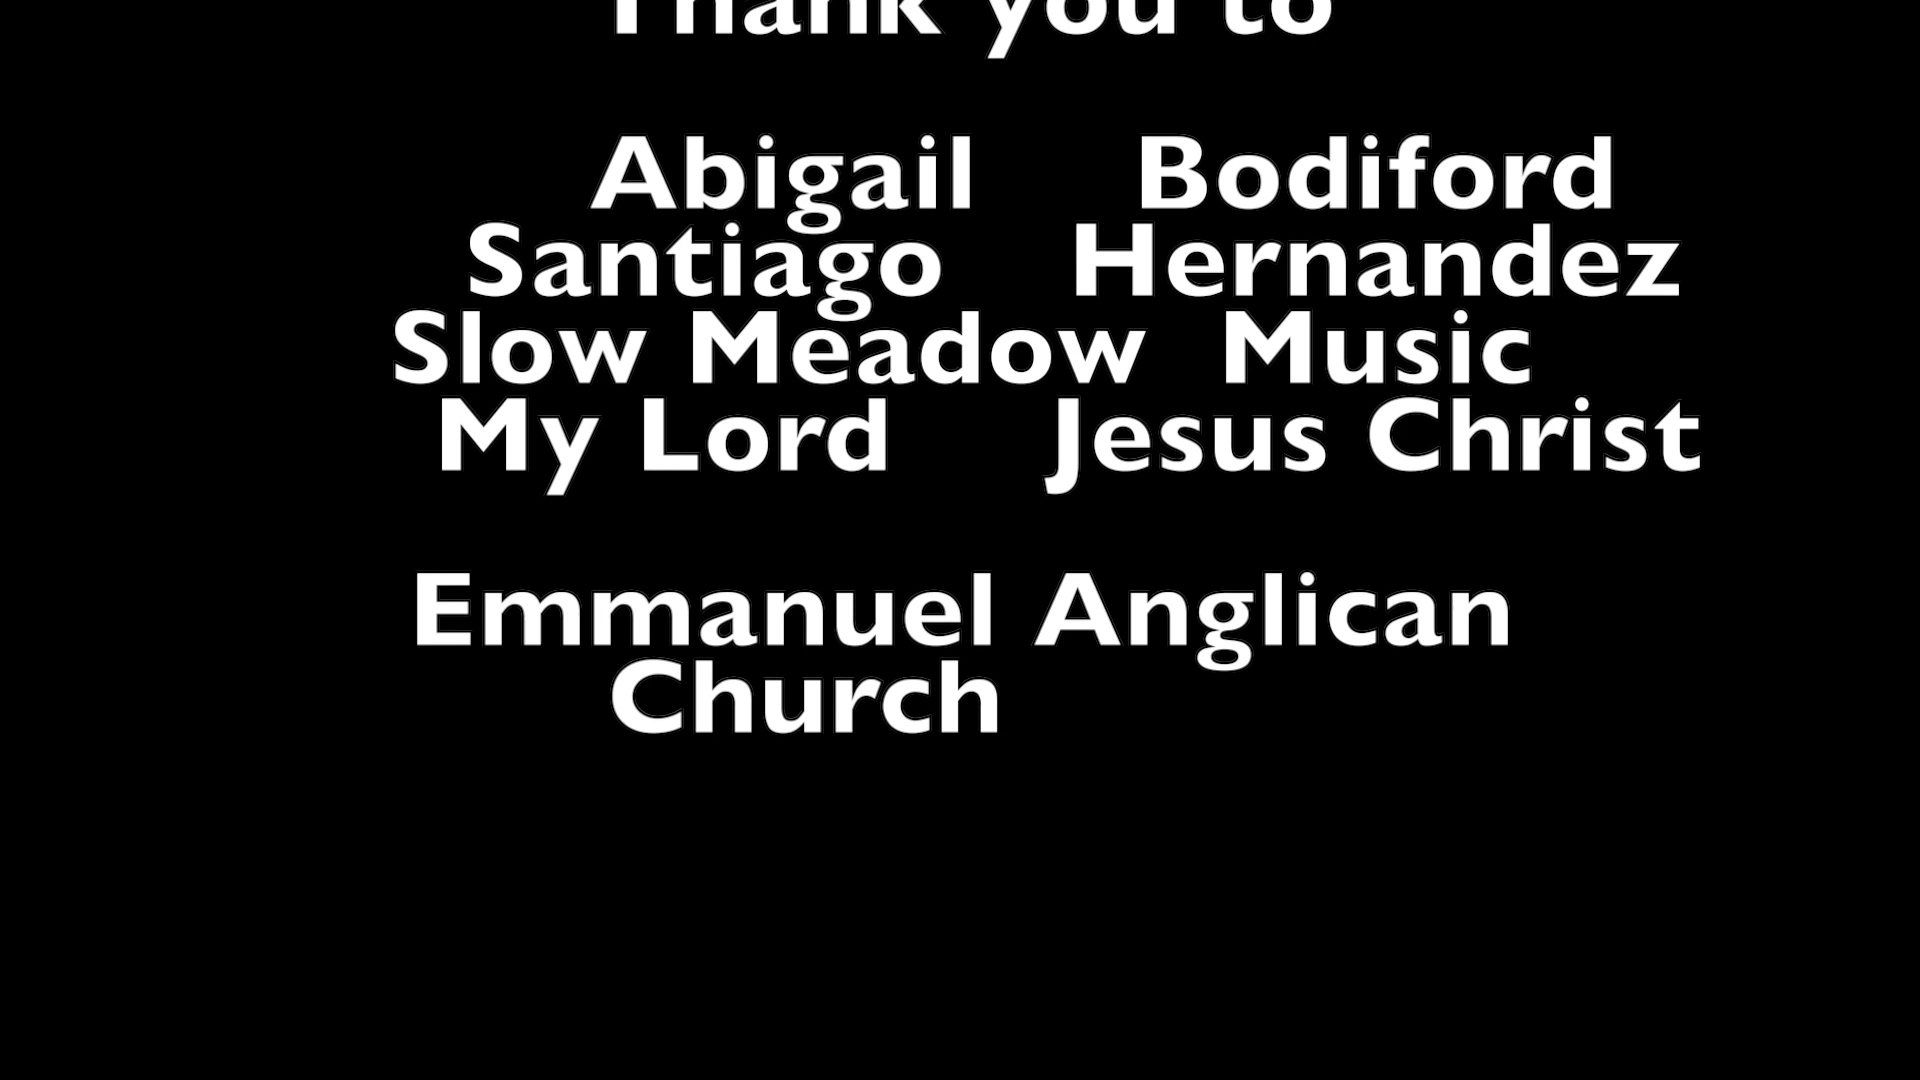 Thank you to
Abigail Bodiford
Santiago Hernandez
Slow Meadow Music
My Lord Jesus Christ
Emmanuel Anglican
Church